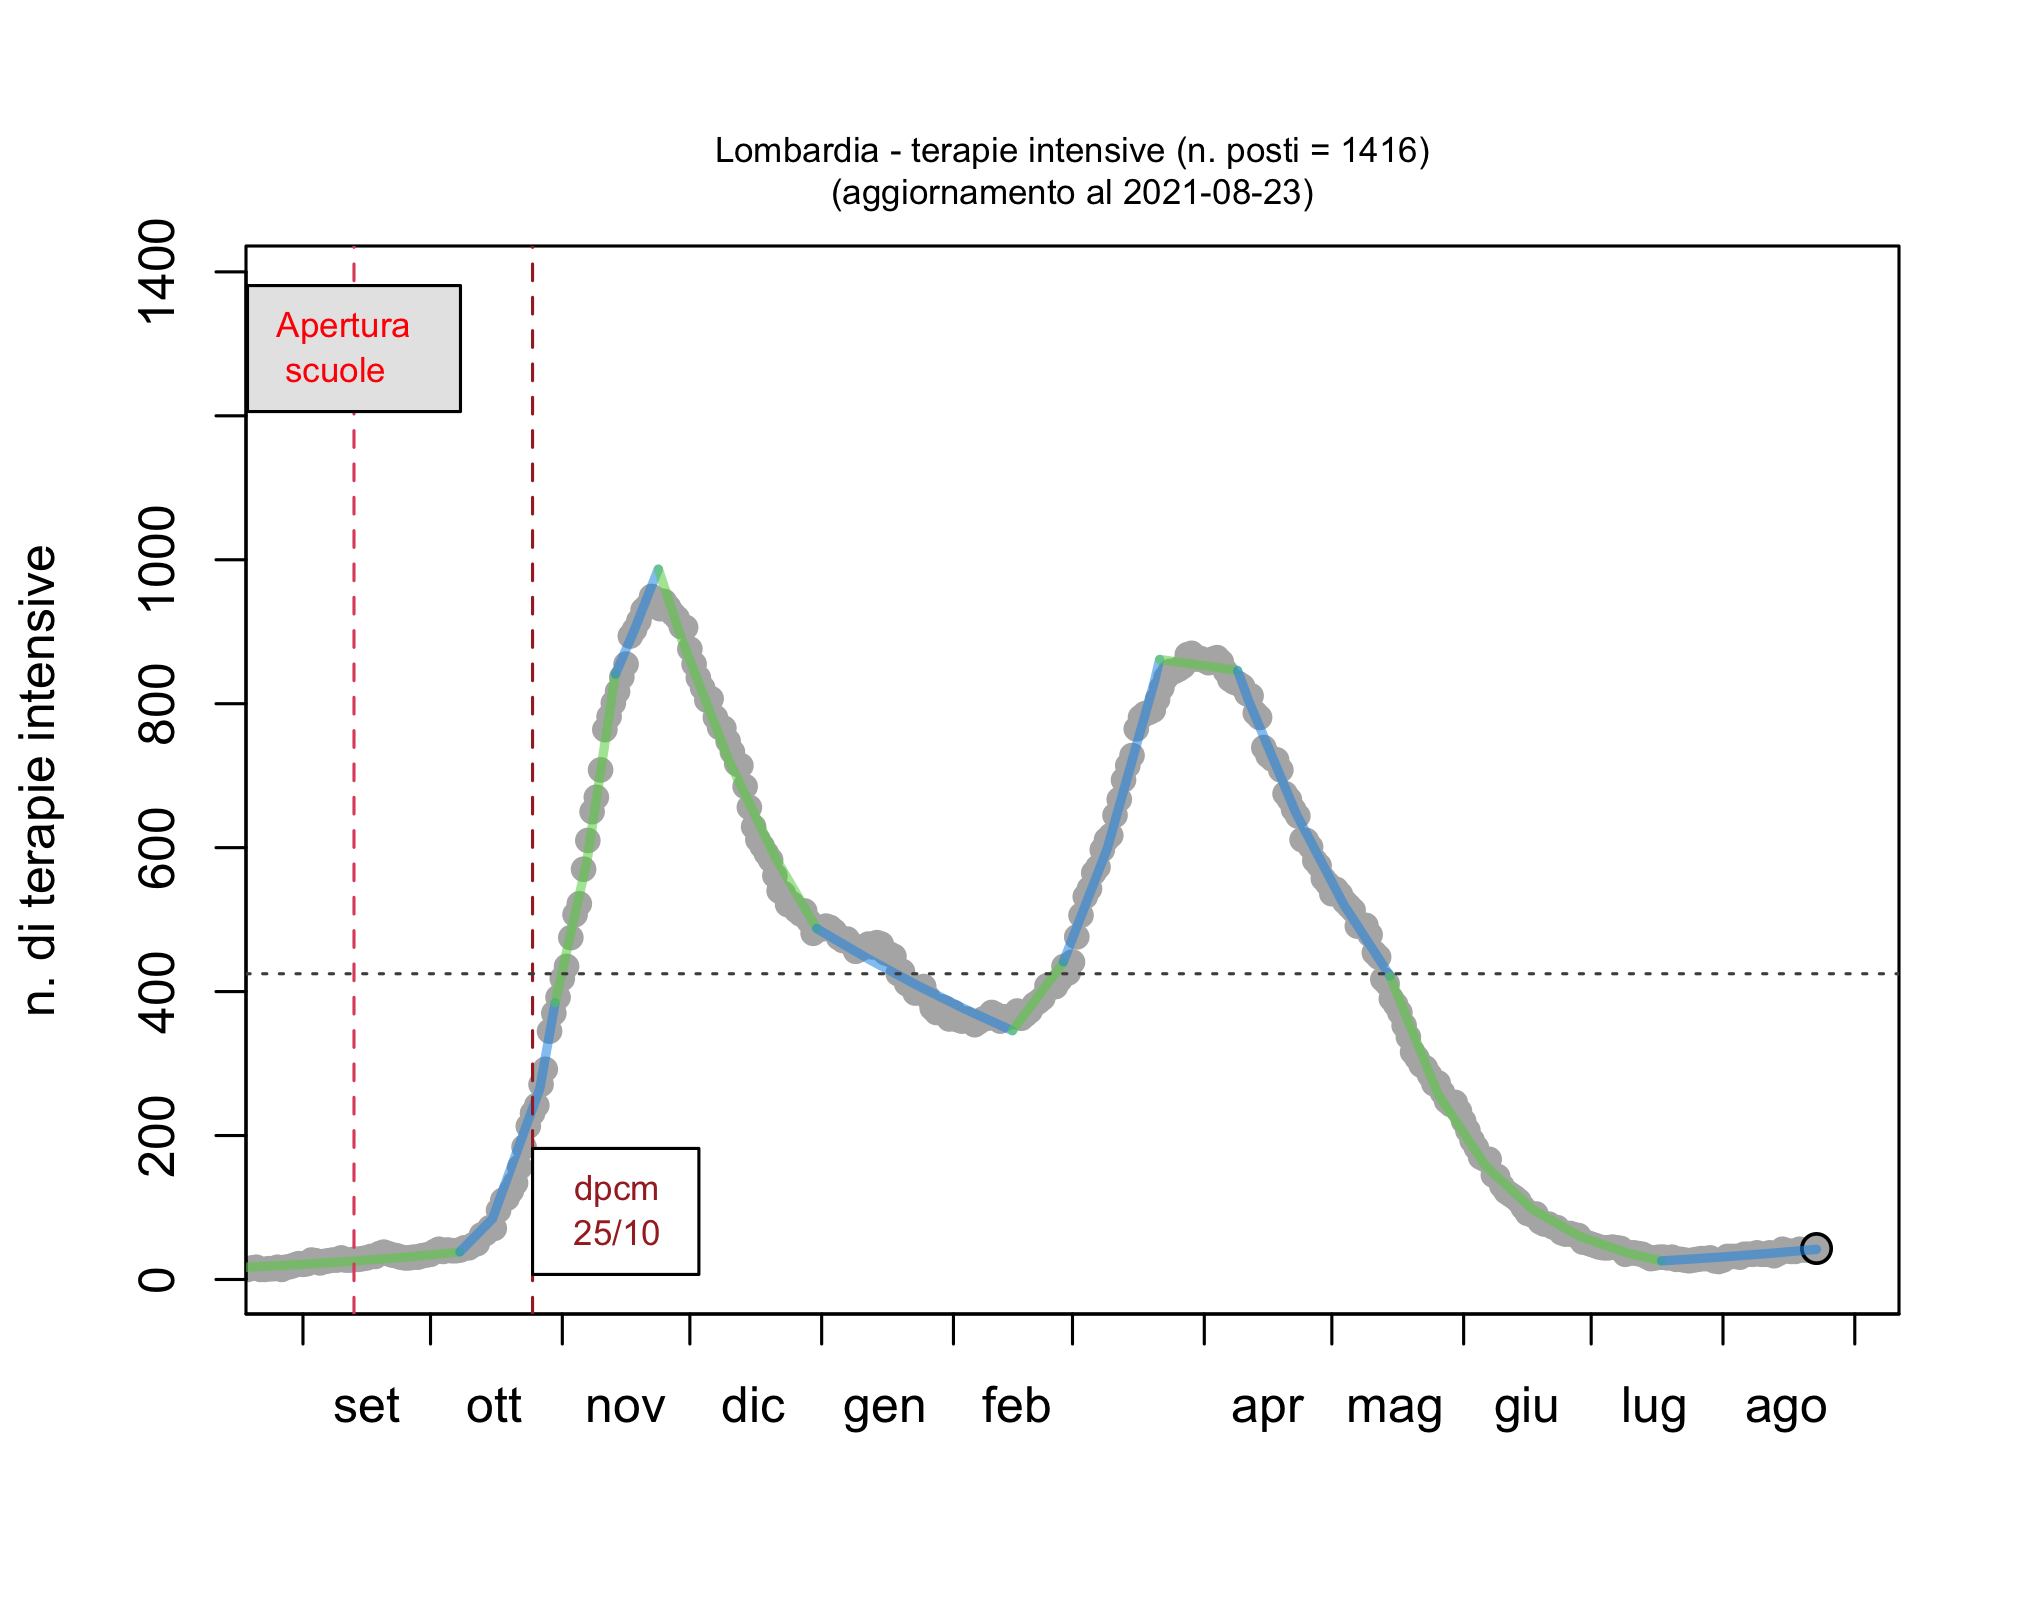 Lombardia - terapie intensive (n. posti = 1416)
(aggiornamento al 2021-08-23)
n. di terapie intensive
1400
1000
800
600
400
200
0
Apertura
scuole
dpcm
25/10
set ott nov dic gen feb apr mag giu lug ago